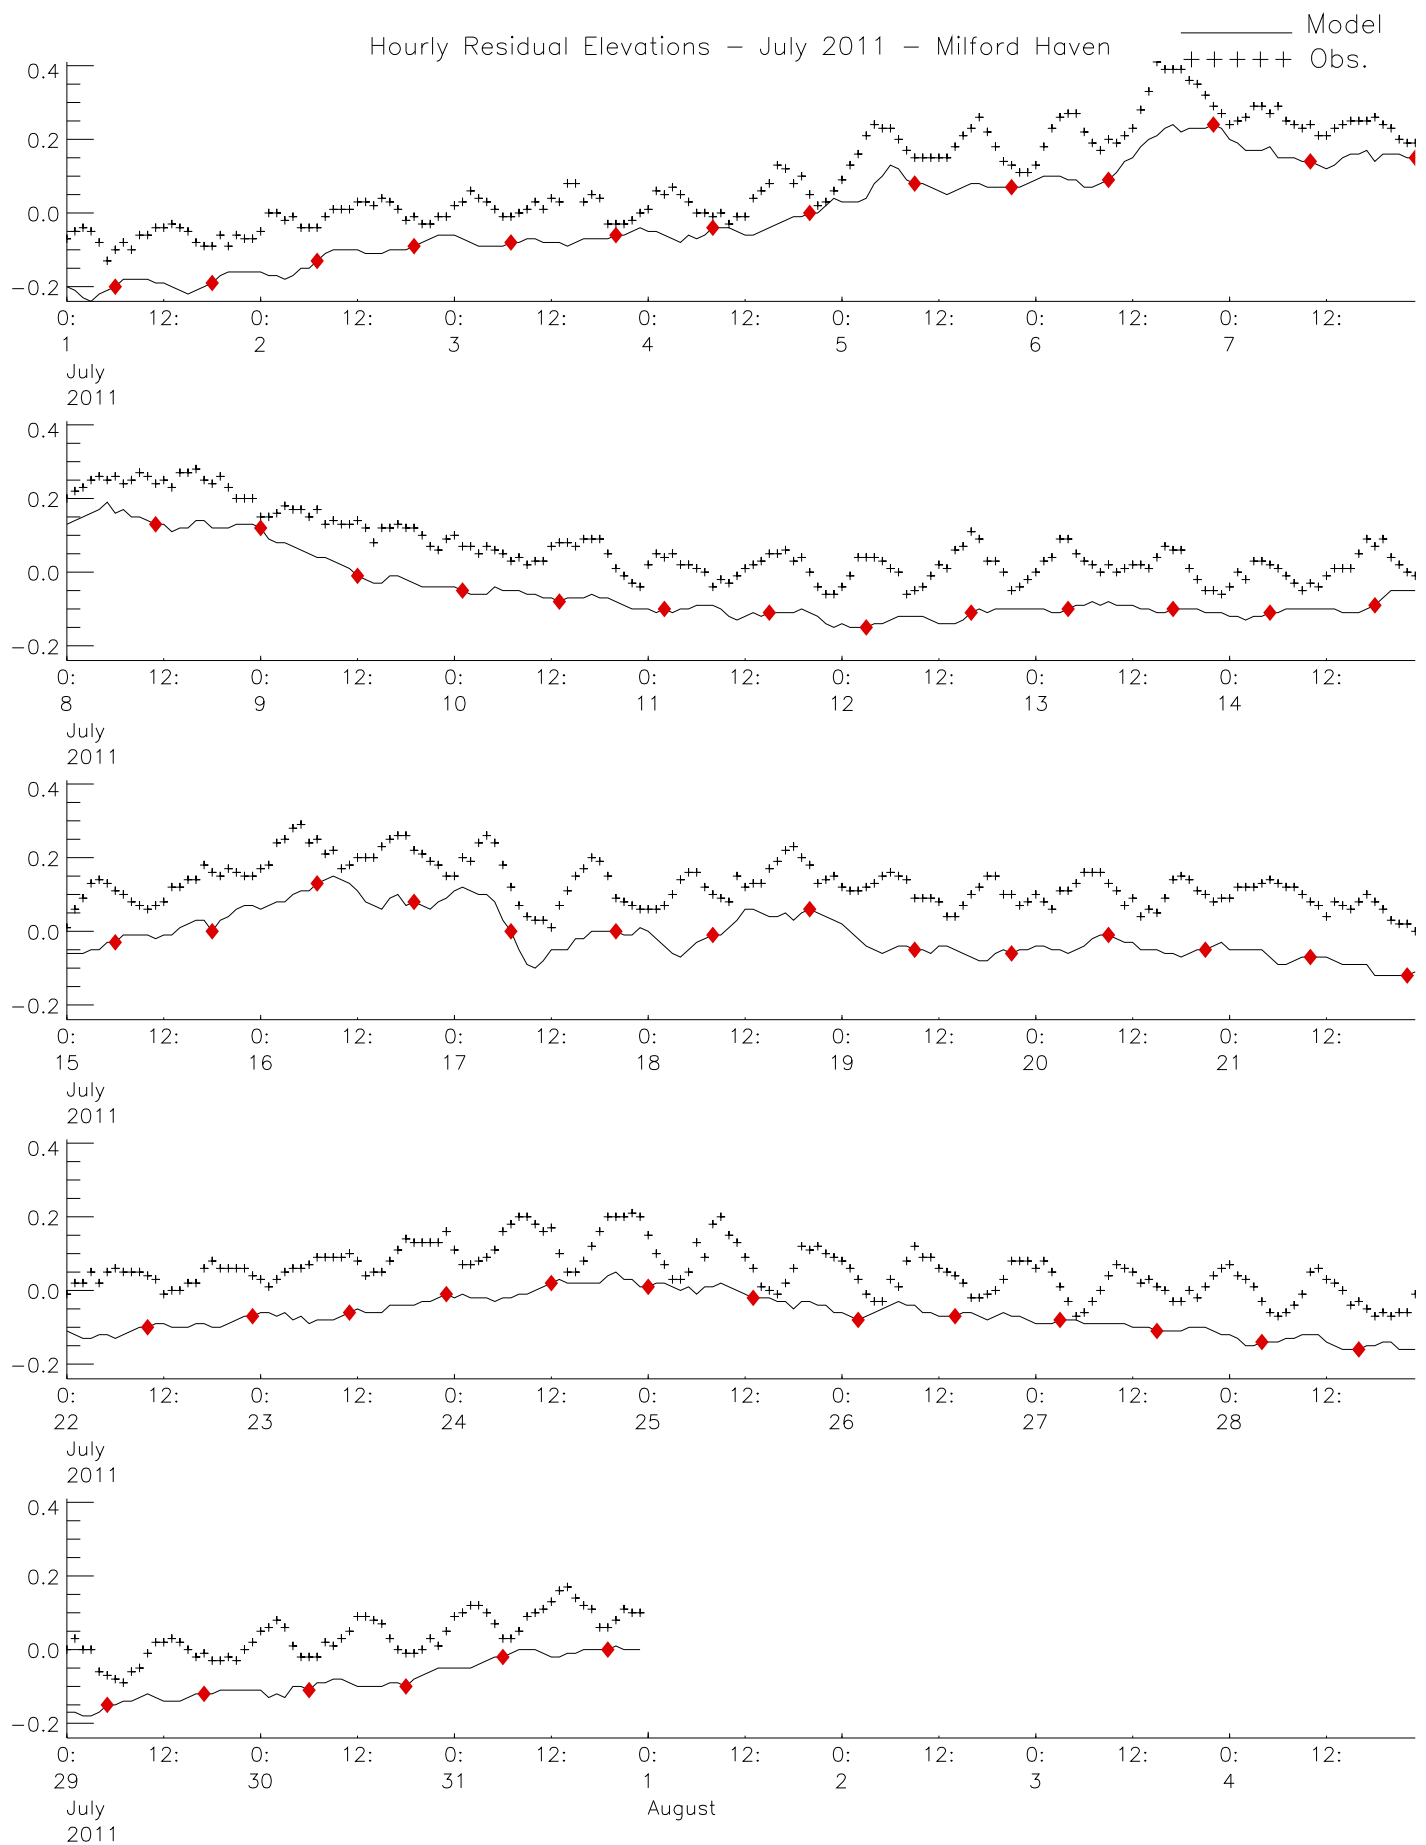 Hourly Residual Elevations – July 2011 – Milford Haven
Model
+++++ Obs.
0.4
0.2
0.0
−0.2
0: 12: 0: 12: 0: 12: 0: 12: 0: 12: 0: 12: 0: 12:
1 2 3 4 5 6 7
July
2011
0.4
0.2
0.0
−0.2
0: 12: 0: 12: 0: 12: 0: 12: 0: 12: 0: 12: 0: 12:
8 9 10 11 12 13 14
July
2011
0.4
0.2
0.0
−0.2
0: 12: 0: 12: 0: 12: 0: 12: 0: 12: 0: 12: 0: 12:
15 16 17 18 19 20 21
July
2011
0.4
0.2
0.0
−0.2
0: 12: 0: 12: 0: 12: 0: 12: 0: 12: 0: 12: 0: 12:
22 23 24 25 26 27 28
July
2011
0.4
0.2
0.0
−0.2
0: 12: 0: 12: 0: 12: 0: 12: 0: 12: 0: 12: 0: 12:
29 30 31 1 2 3 4
July August
2011